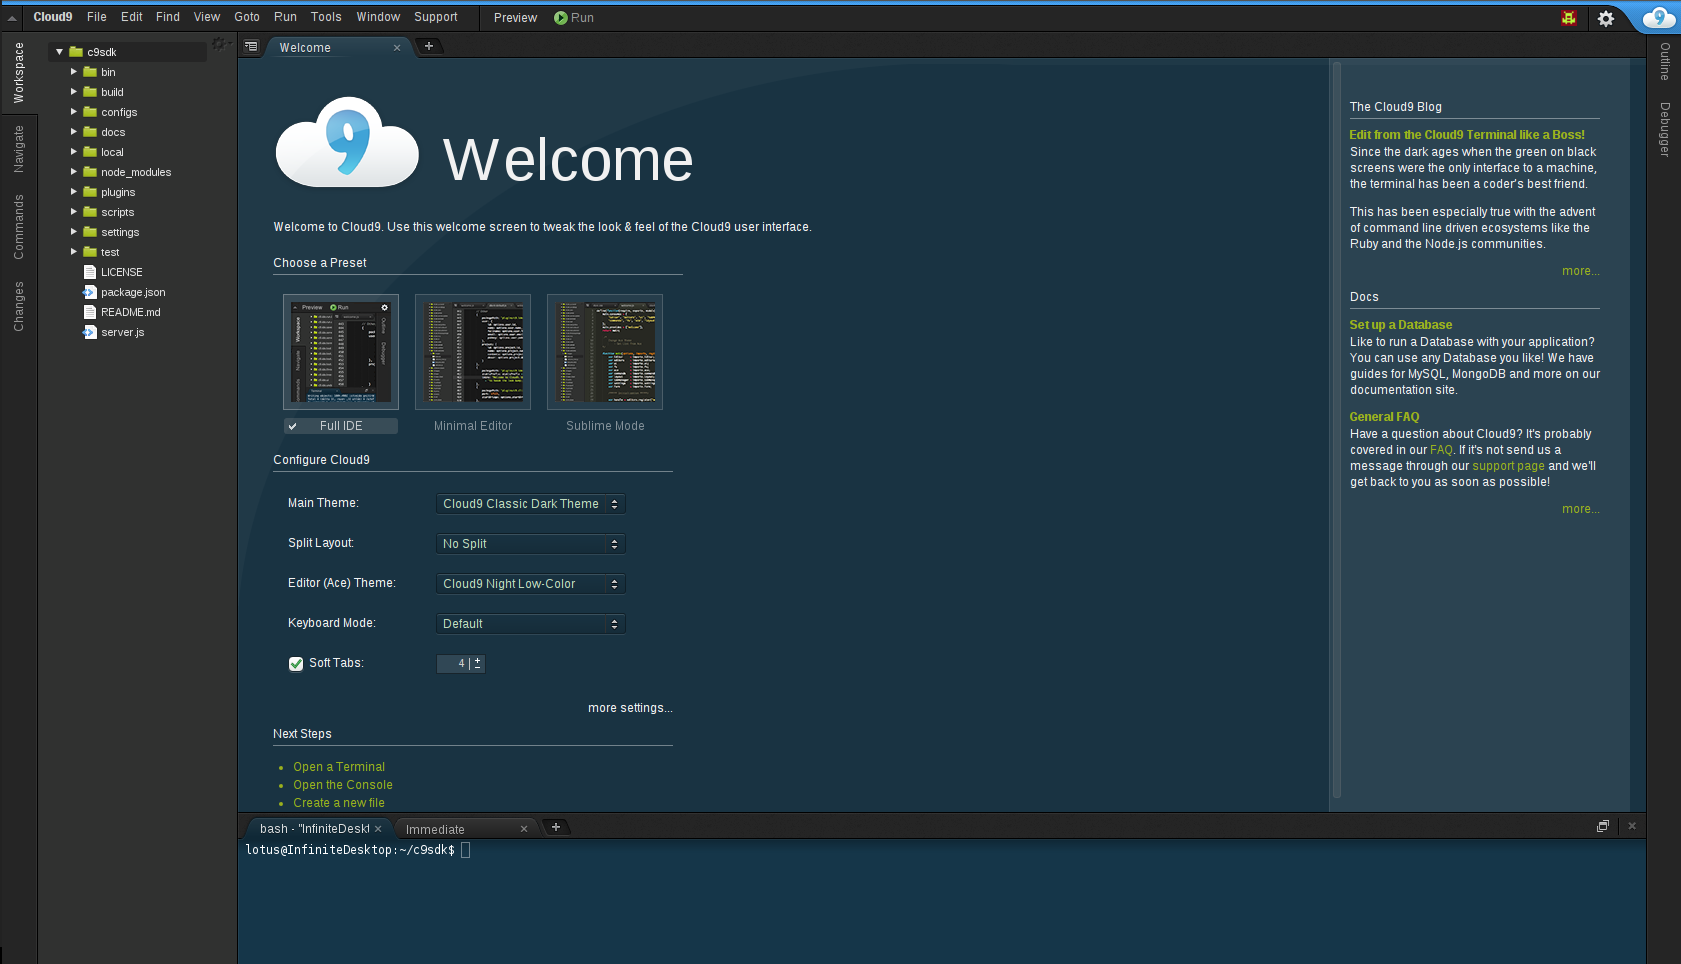 Cloud9 File Edit Find View Goto Run Tools Window Support Preview Run
Workspace
Navigate
Commands
Changes
c9sdk
bin
build
configs
docs
local
node_modules
plugins
scripts
settings
test
LICENSE
package.json
README.md
server.js
Welcome
9
Welcome
Welcome to Cloud9. Use this welcome screen to tweak the look & feel of the Cloud9 user interface.
Choose a Preset
Full IDE
Minimal Editor
Sublime Mode
Configure Cloud9
Main Theme: Cloud9 Classic Dark Theme
Split Layout: No Split
Editor (Ace) Theme: Cloud9 Night Low-Color
Keyboard Mode: Default
Soft Tabs: 4
more settings...
Next Steps
Open a Terminal
Open the Console
Create a new file
The Cloud9 Blog
Edit from the Cloud9 Terminal like a Boss!
Since the dark ages when the green on black
screens were the only interface to a machine,
the terminal has been a coder's best friend.
This has been especially true with the advent
of command line driven ecosystems like the
Ruby and the Node.js communities.
more...
Docs
Set up a Database
Like to run a Database with your application?
You can use any Database you like! We have
guides for MySQL, MongoDB and more on our
documentation site.
General FAQ
Have a question about Cloud9? It's probably
covered in our FAQ. If it's not send us a
message through our support page and we'll
get back to you as soon as possible!
more...
Outline
Debugger
bash - "InfiniteDeskt
Immediate
lotus@InfiniteDesktop:~/c9sdk$